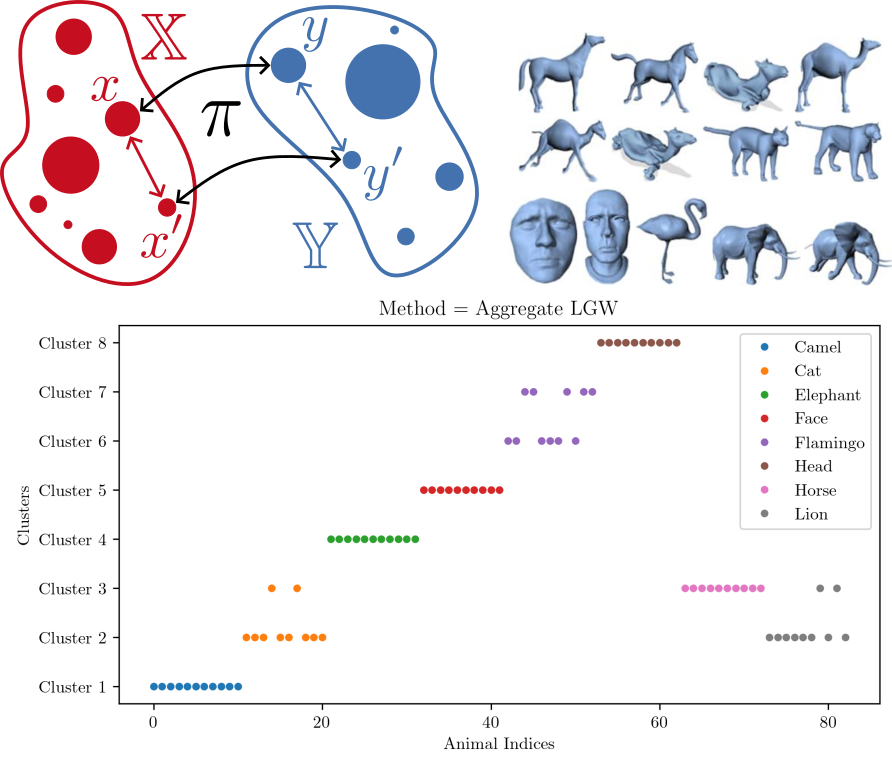 𝕏
y
x
π
y′
x′
𝕐
Method = Aggregate LGW
Cluster 8
Cluster 7
Cluster 6
Cluster 5
Cluster 4
Cluster 3
Cluster 2
Cluster 1
Clusters
Camel
Cat
Elephant
Face
Flamingo
Head
Horse
Lion
0 20 40 60 80
Animal Indices